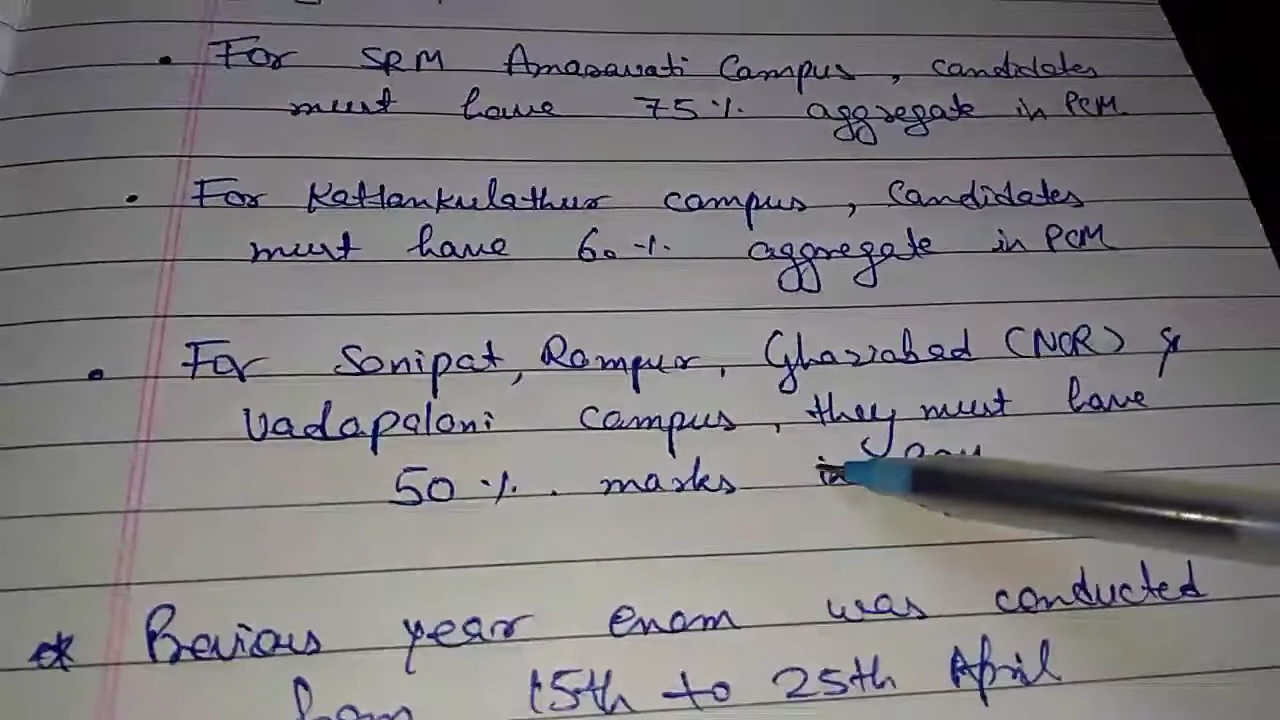 • For SRM Amaravati Campus, candidates
must have 75%. aggregate in PCM
• For Kattankulathur campus, Candidates
must have 60%. aggregate in PCM
• For Sonipat, Rampur, Ghaziabad (NCR) &
Vadapalani campus, they must have
50%. marks in
* Previous year exam was conducted
from 15th to 25th April